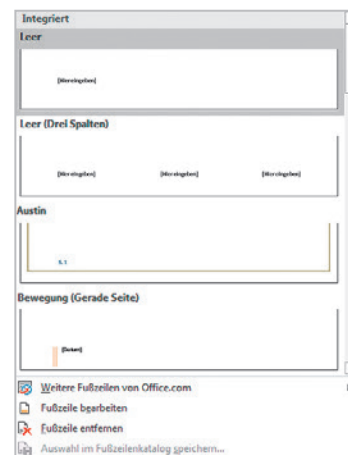 Integriert
Leer
[Hier eingeben]
Leer (Drei Spalten)
[Hier eingeben] [Hier eingeben] [Hier eingeben]
Austin
S. 1
Bewegung (Gerade Seite)
[Datum]
Weitere Fußzeilen von Office.com
Fußzeile bearbeiten
Fußzeile entfernen
Auswahl im Fußzeilenkatalog speichern...